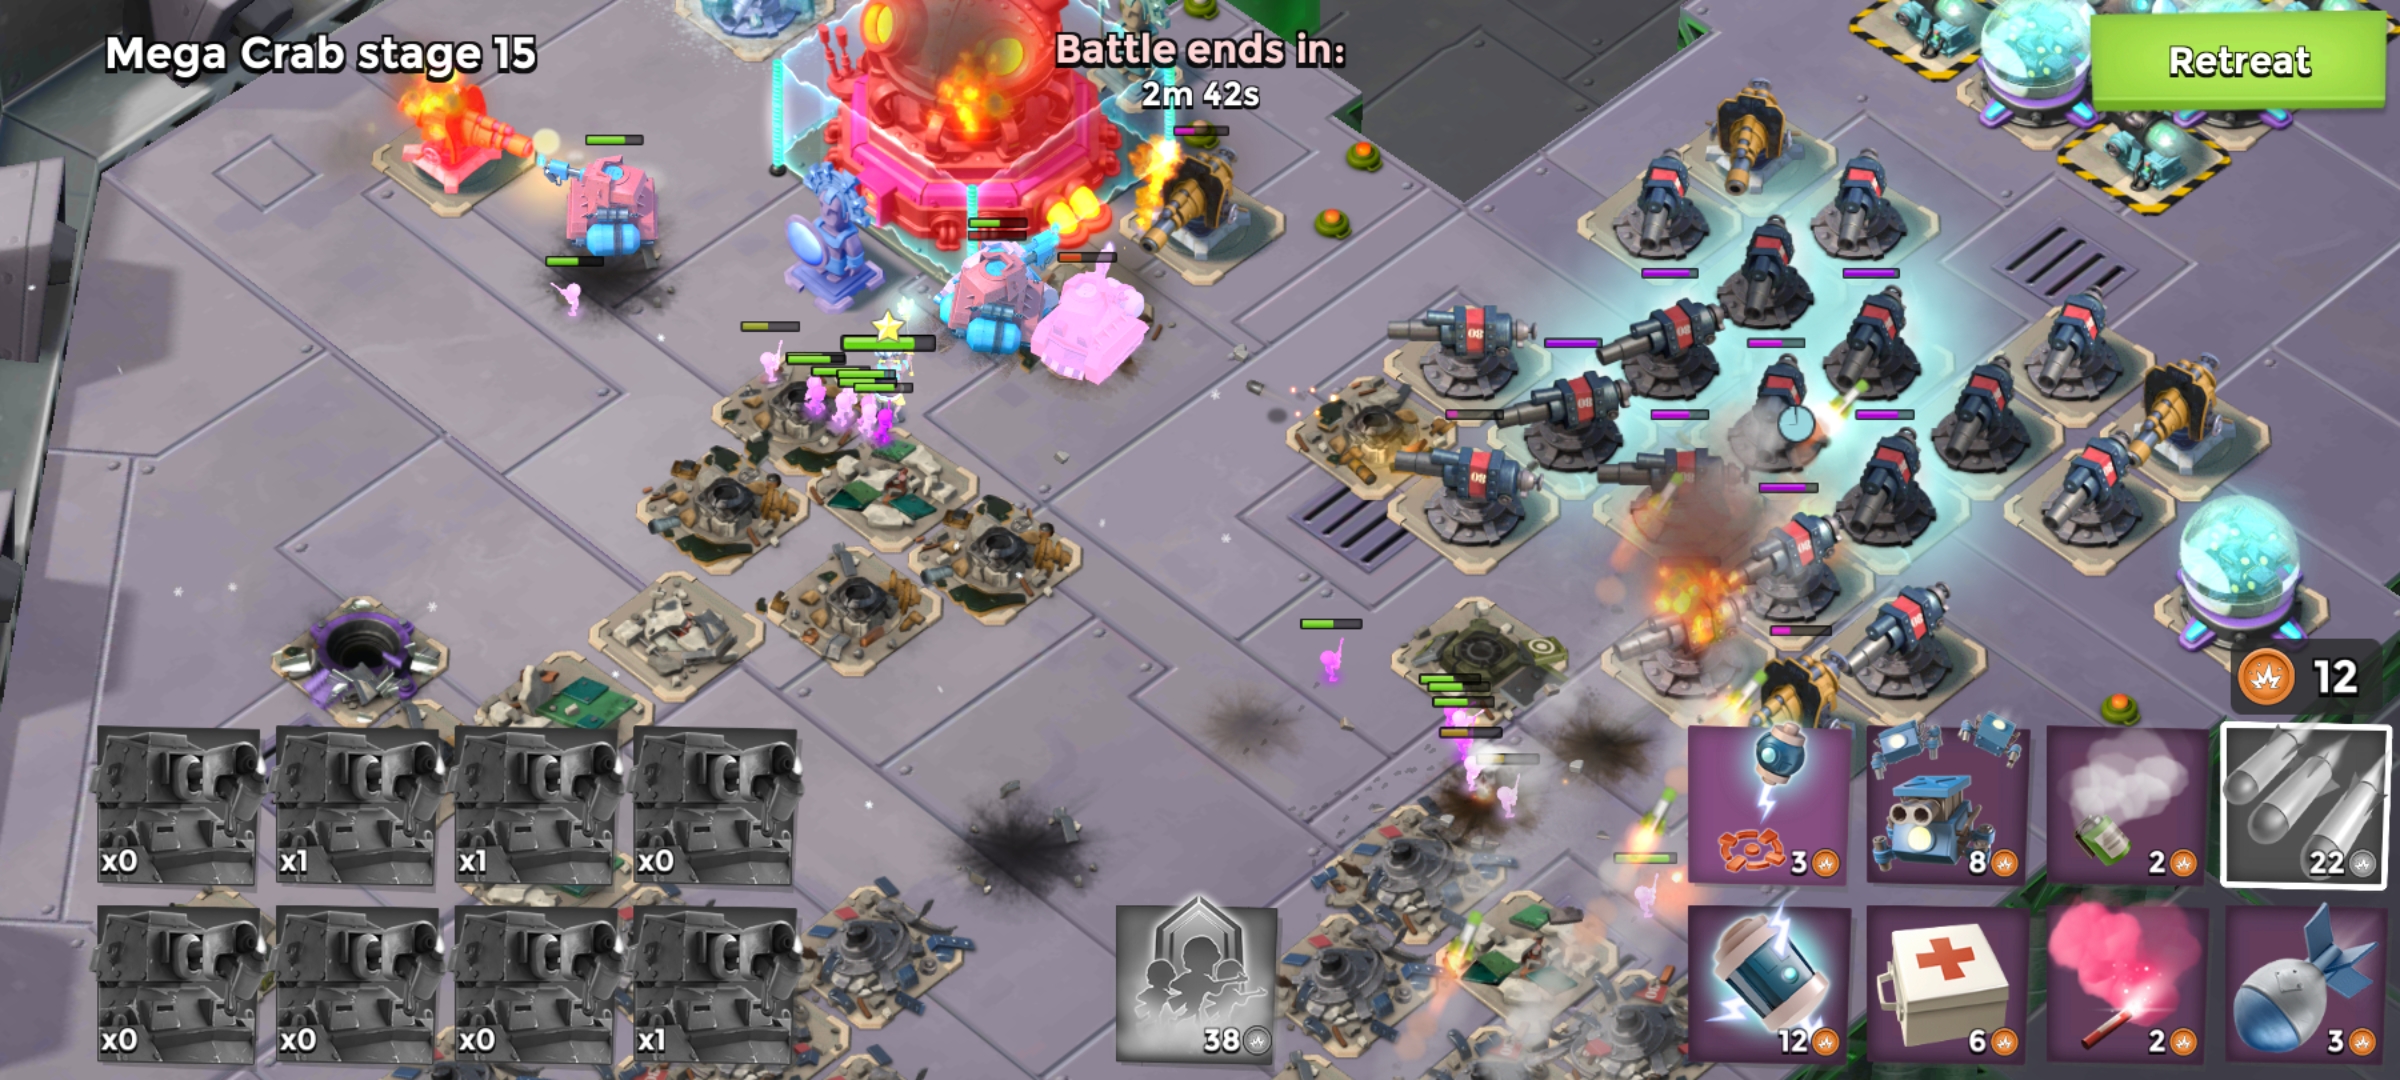 Mega Crab stage 15
Battle ends in:
2m 42s
Retreat
12
x0
x1
x1
x0
3
8
2
22
x0
x0
x0
x1
38
12
6
2
3